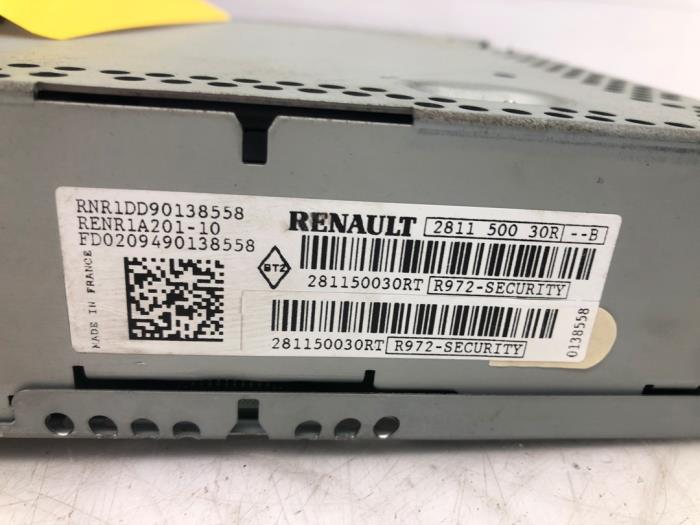 RNR1DD90138558
RENR1A201-10
FD0209490138558
MADE IN FRANCE
RENAULT 2811 500 30R --B
BTZ
281150030RT R972-SECURITY
281150030RT R972-SECURITY
0138558